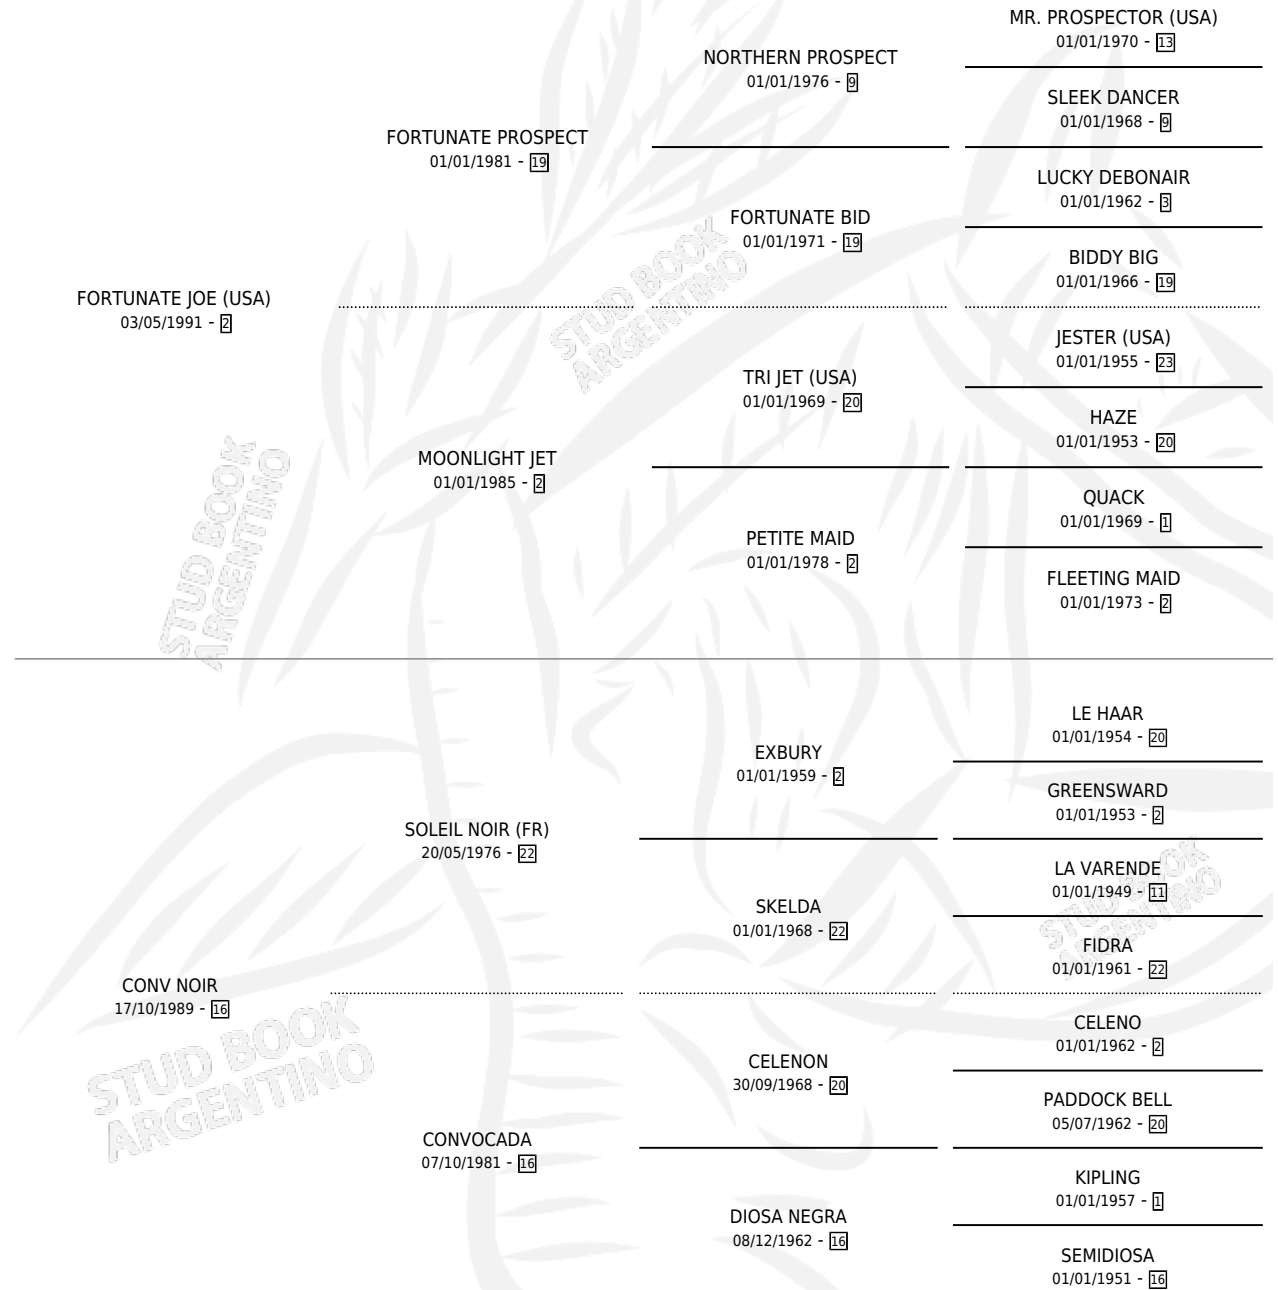 MR. PROSPECTOR (USA)
01/01/1970 - 13
NORTHERN PROSPECT
01/01/1976 - 9
SLEEK DANCER
01/01/1968 - 9
FORTUNATE PROSPECT
01/01/1981 - 19
LUCKY DEBONAIR
01/01/1962 - 3
FORTUNATE BID
01/01/1971 - 19
BIDDY BIG
01/01/1966 - 19
FORTUNATE JOE (USA)
03/05/1991 - 2
STUD BOOK
ARGENTINO
JESTER (USA)
01/01/1955 - 23
TRI JET (USA)
01/01/1969 - 20
HAZE
01/01/1953 - 20
MOONLIGHT JET
01/01/1985 - 2
QUACK
01/01/1969 - 1
PETITE MAID
01/01/1978 - 2
FLEETING MAID
01/01/1973 - 2
STUD BOOK
ARGENTINO
LE HAAR
01/01/1954 - 20
EXBURY
01/01/1959 - 2
GREENSWARD
01/01/1953 - 2
SOLEIL NOIR (FR)
20/05/1976 - 22
LA VARENDE
01/01/1949 - 11
SKELDA
01/01/1968 - 22
FIDRA
01/01/1961 - 22
STUD BOOK
ARGENTINO
CONV NOIR
17/10/1989 - 16
CELENO
01/01/1962 - 2
CELENON
30/09/1968 - 20
PADDOCK BELL
05/07/1962 - 20
STUD BOOK
ARGENTINO
CONVOCADA
07/10/1981 - 16
KIPLING
01/01/1957 - 1
DIOSA NEGRA
08/12/1962 - 16
SEMIDIOSA
01/01/1951 - 16